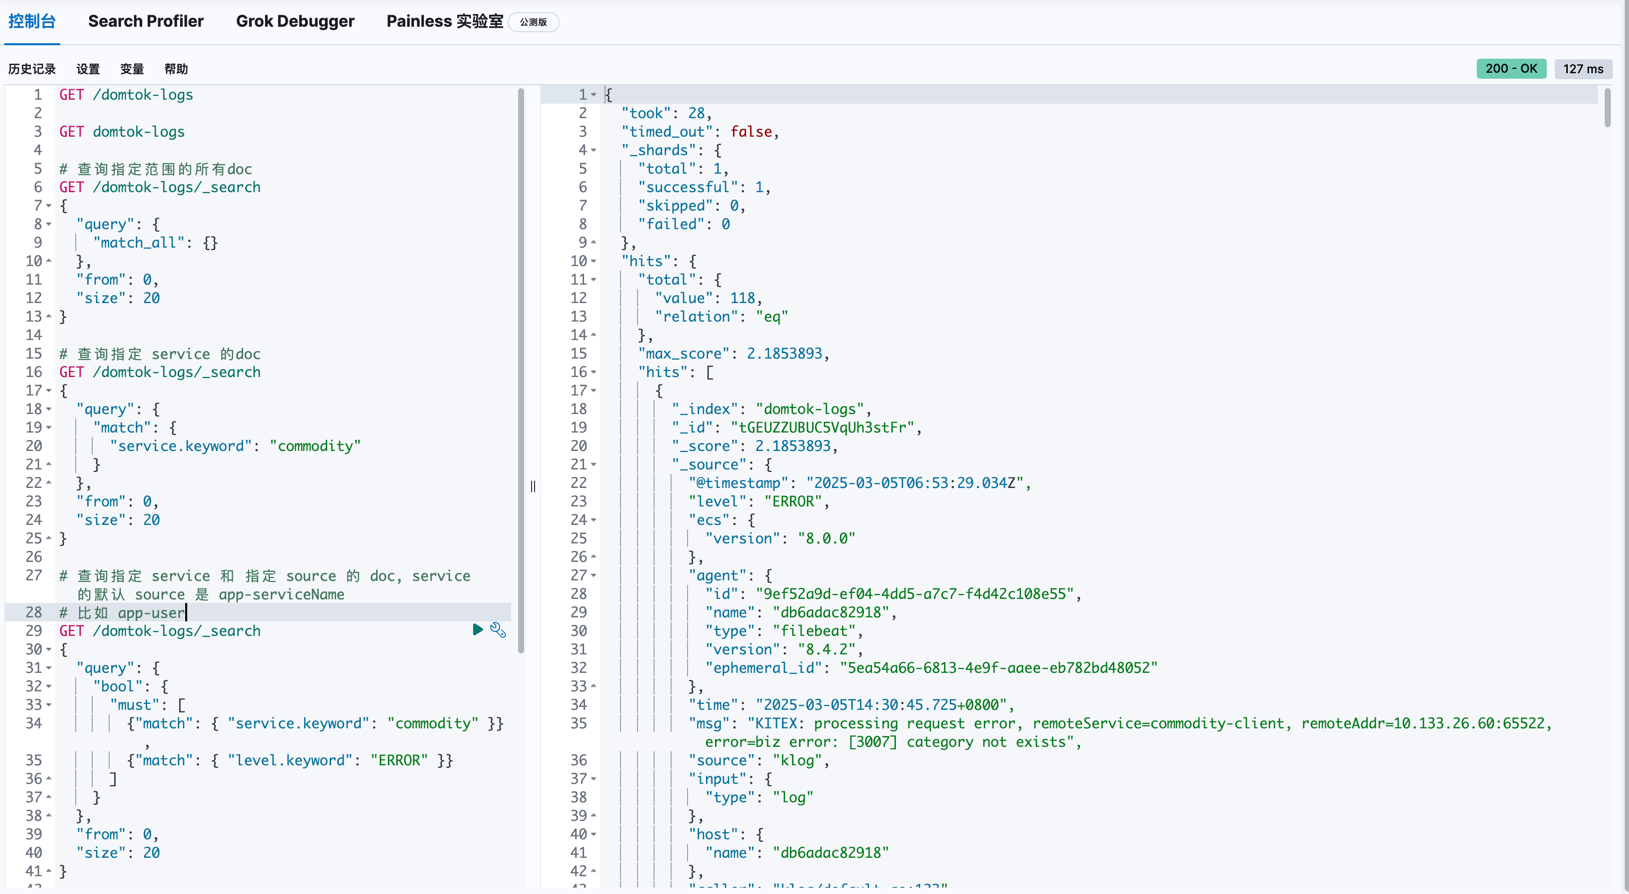 控制台 Search Profiler Grok Debugger Painless 实验室 公测版
历史记录 设置 变量 帮助 200 - OK 127 ms
1 GET /domtok-logs
2
3 GET domtok-logs
4
5 # 查询指定范围的所有doc
6 GET /domtok-logs/_search
7 {
8 "query": {
9 "match_all": {}
10 },
11 "from": 0,
12 "size": 20
13 }
14
15 # 查询指定 service 的doc
16 GET /domtok-logs/_search
17 {
18 "query": {
19 "match": {
20 "service.keyword": "commodity"
21 }
22 },
23 "from": 0,
24 "size": 20
25 }
26
27 # 查询指定 service 和 指定 source 的 doc, service
的默认 source 是 app-serviceName
28 # 比如 app-user
29 GET /domtok-logs/_search
30 {
31 "query": {
32 "bool": {
33 "must": [
34 {"match": { "service.keyword": "commodity" }}
,
35 {"match": { "level.keyword": "ERROR" }}
36 ]
37 }
38 },
39 "from": 0,
40 "size": 20
41 }
1 {
2 "took": 28,
3 "timed_out": false,
4 "_shards": {
5 "total": 1,
6 "successful": 1,
7 "skipped": 0,
8 "failed": 0
9 },
10 "hits": {
11 "total": {
12 "value": 118,
13 "relation": "eq"
14 },
15 "max_score": 2.1853893,
16 "hits": [
17 {
18 "_index": "domtok-logs",
19 "_id": "tGEUZZUBUC5VqUh3stFr",
20 "_score": 2.1853893,
21 "_source": {
22 "@timestamp": "2025-03-05T06:53:29.034Z",
23 "level": "ERROR",
24 "ecs": {
25 "version": "8.0.0"
26 },
27 "agent": {
28 "id": "9ef52a9d-ef04-4dd5-a7c7-f4d42c108e55",
29 "name": "db6adac82918",
30 "type": "filebeat",
31 "version": "8.4.2",
32 "ephemeral_id": "5ea54a66-6813-4e9f-aaee-eb782bd48052"
33 },
34 "time": "2025-03-05T14:30:45.725+0800",
35 "msg": "KITEX: processing request error, remoteService=commodity-client, remoteAddr=10.133.26.60:65522,
error=biz error: [3007] category not exists",
36 "source": "klog",
37 "input": {
38 "type": "log"
39 },
40 "host": {
41 "name": "db6adac82918"
42 },